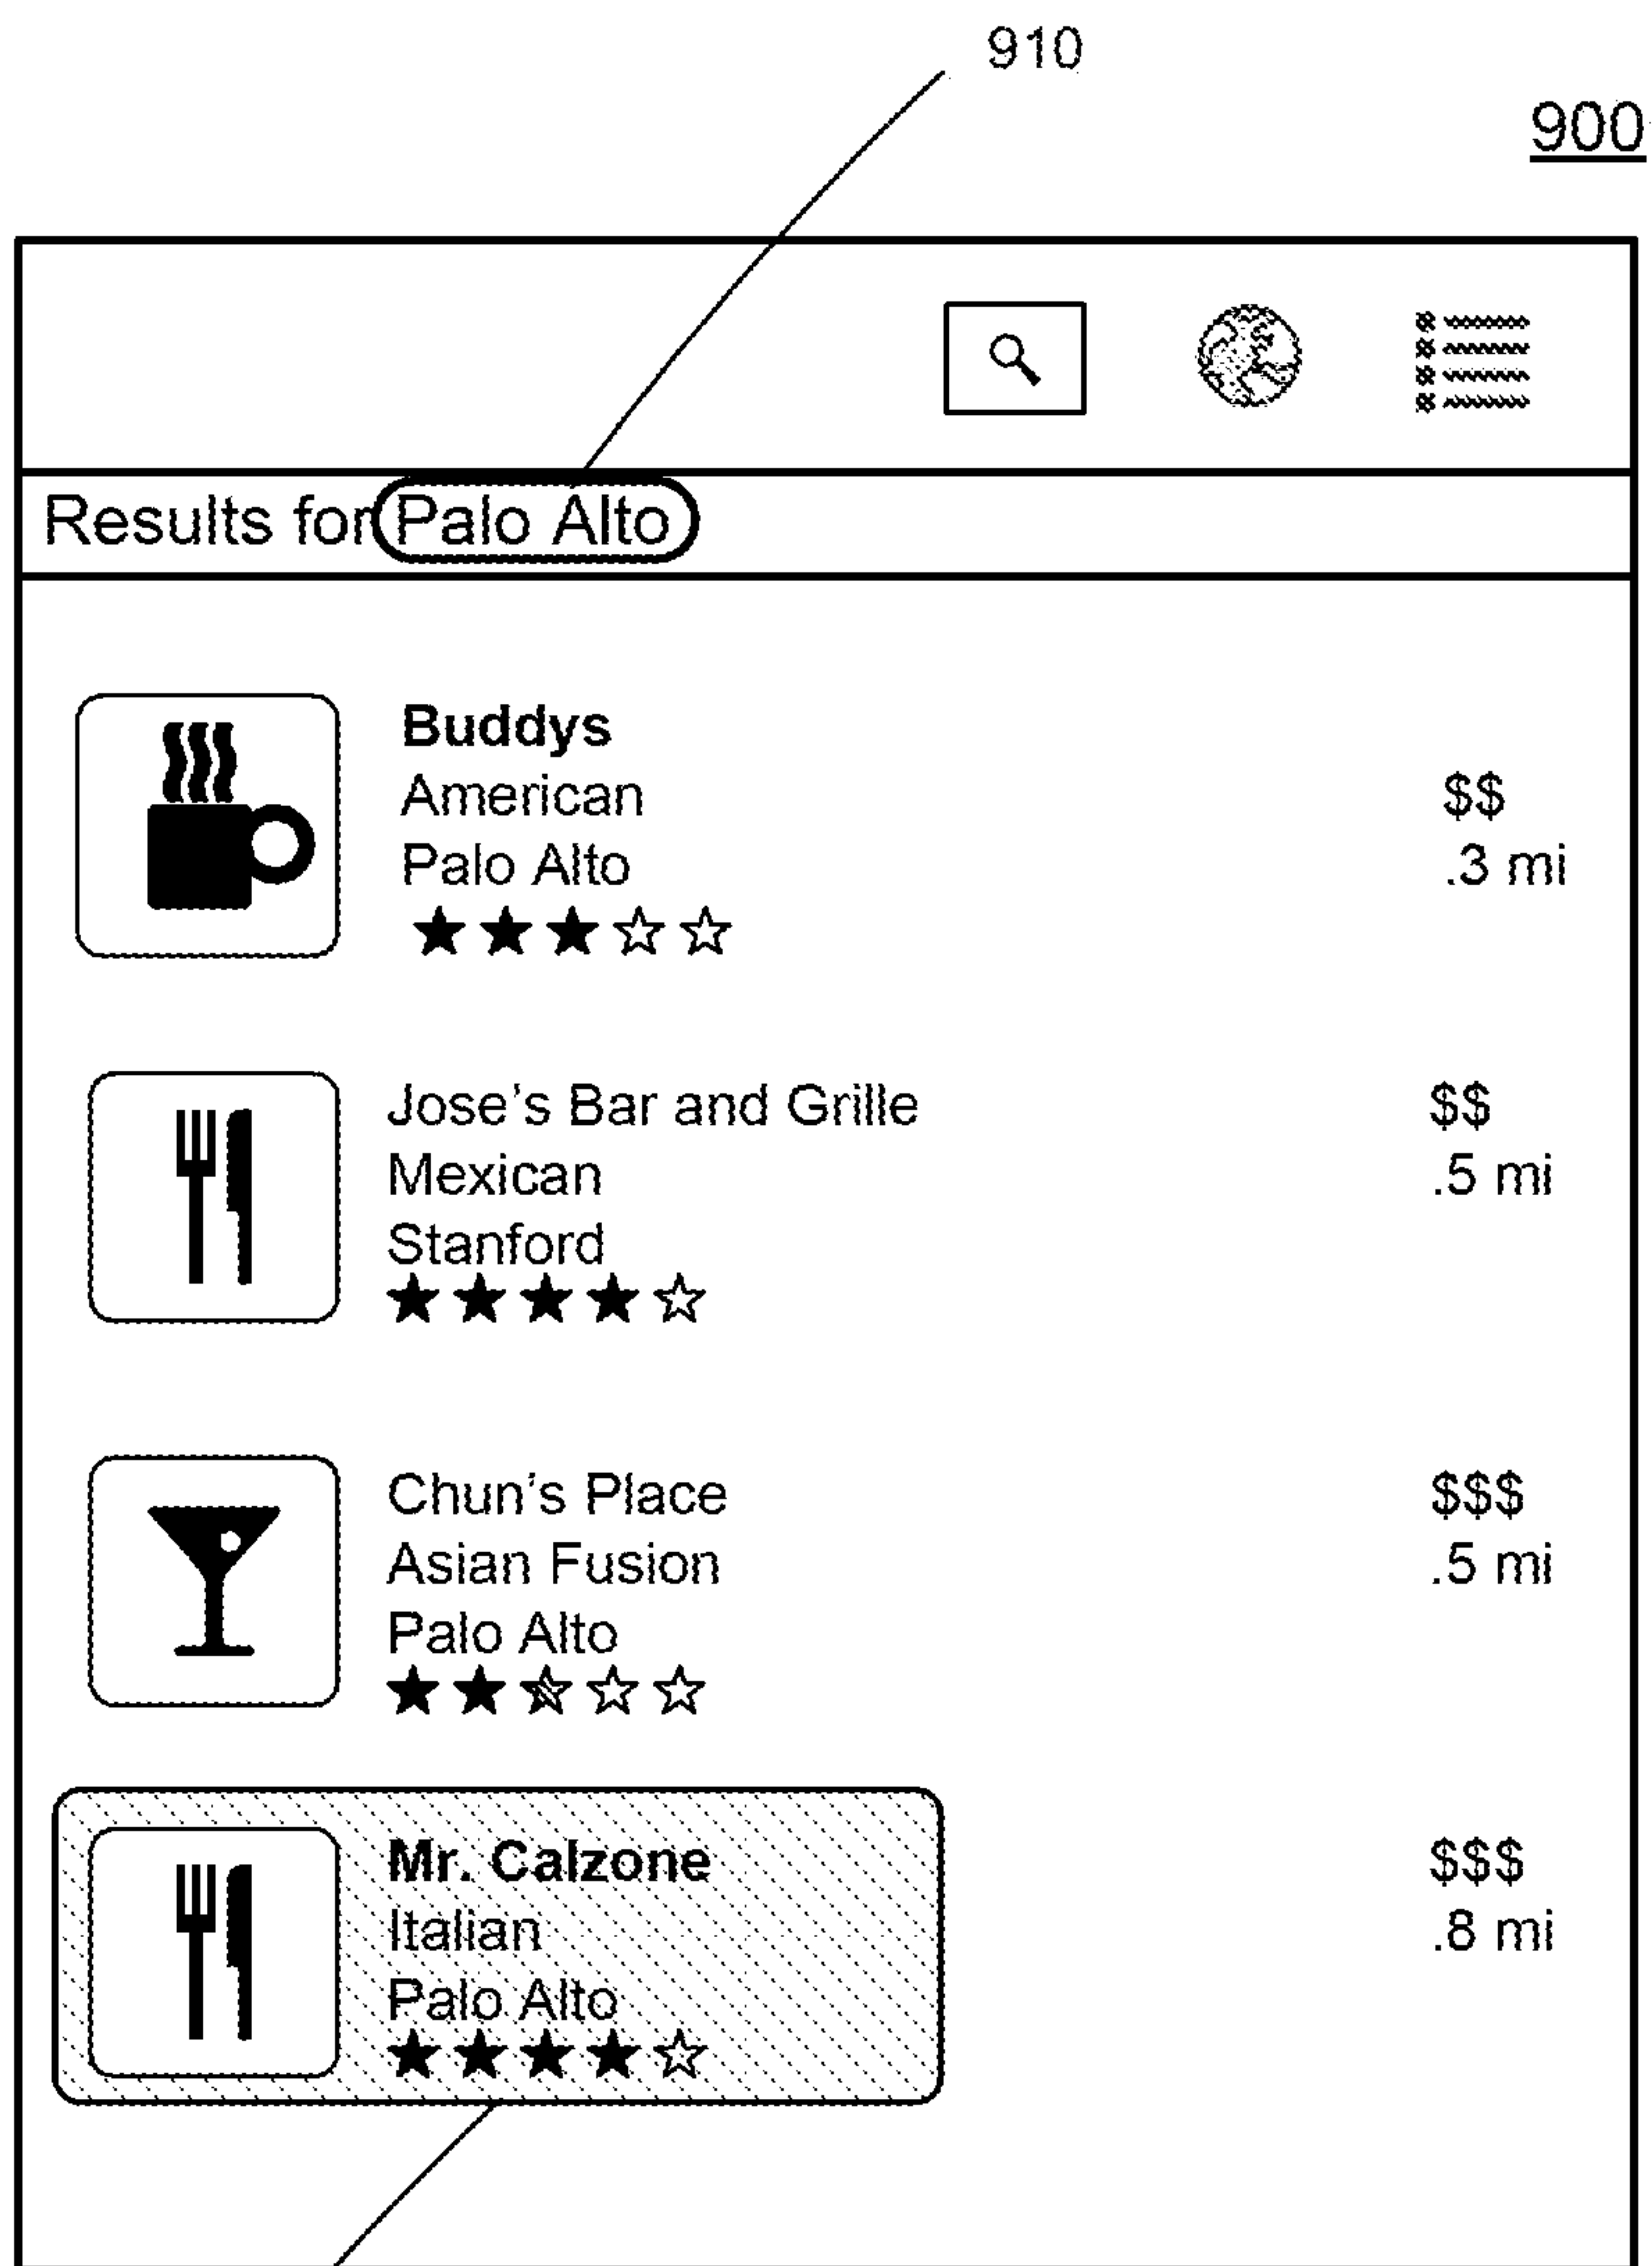 910
900
Results for Palo Alto
Buddys
American
$$
Palo Alto
.3 mi
Jose's Bar and Grille
$$
Mexican
.5 mi
Stanford
Chun's Place
$$$
Asian Fusion
.5 mi
Palo Alto
Mr. Calzone
$$$
Italian
.8 mi
Palo Alto